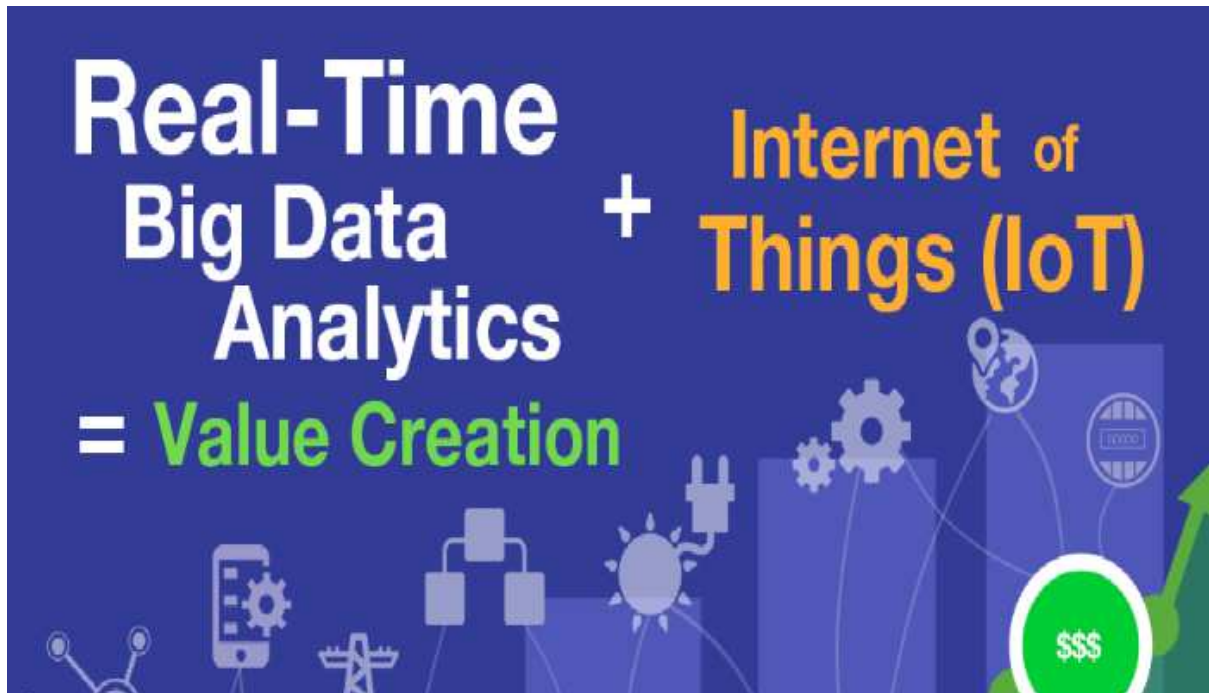 Real-Time
Big Data
Analytics
+
Internet of
Things (IoT)
= Value Creation
$$$